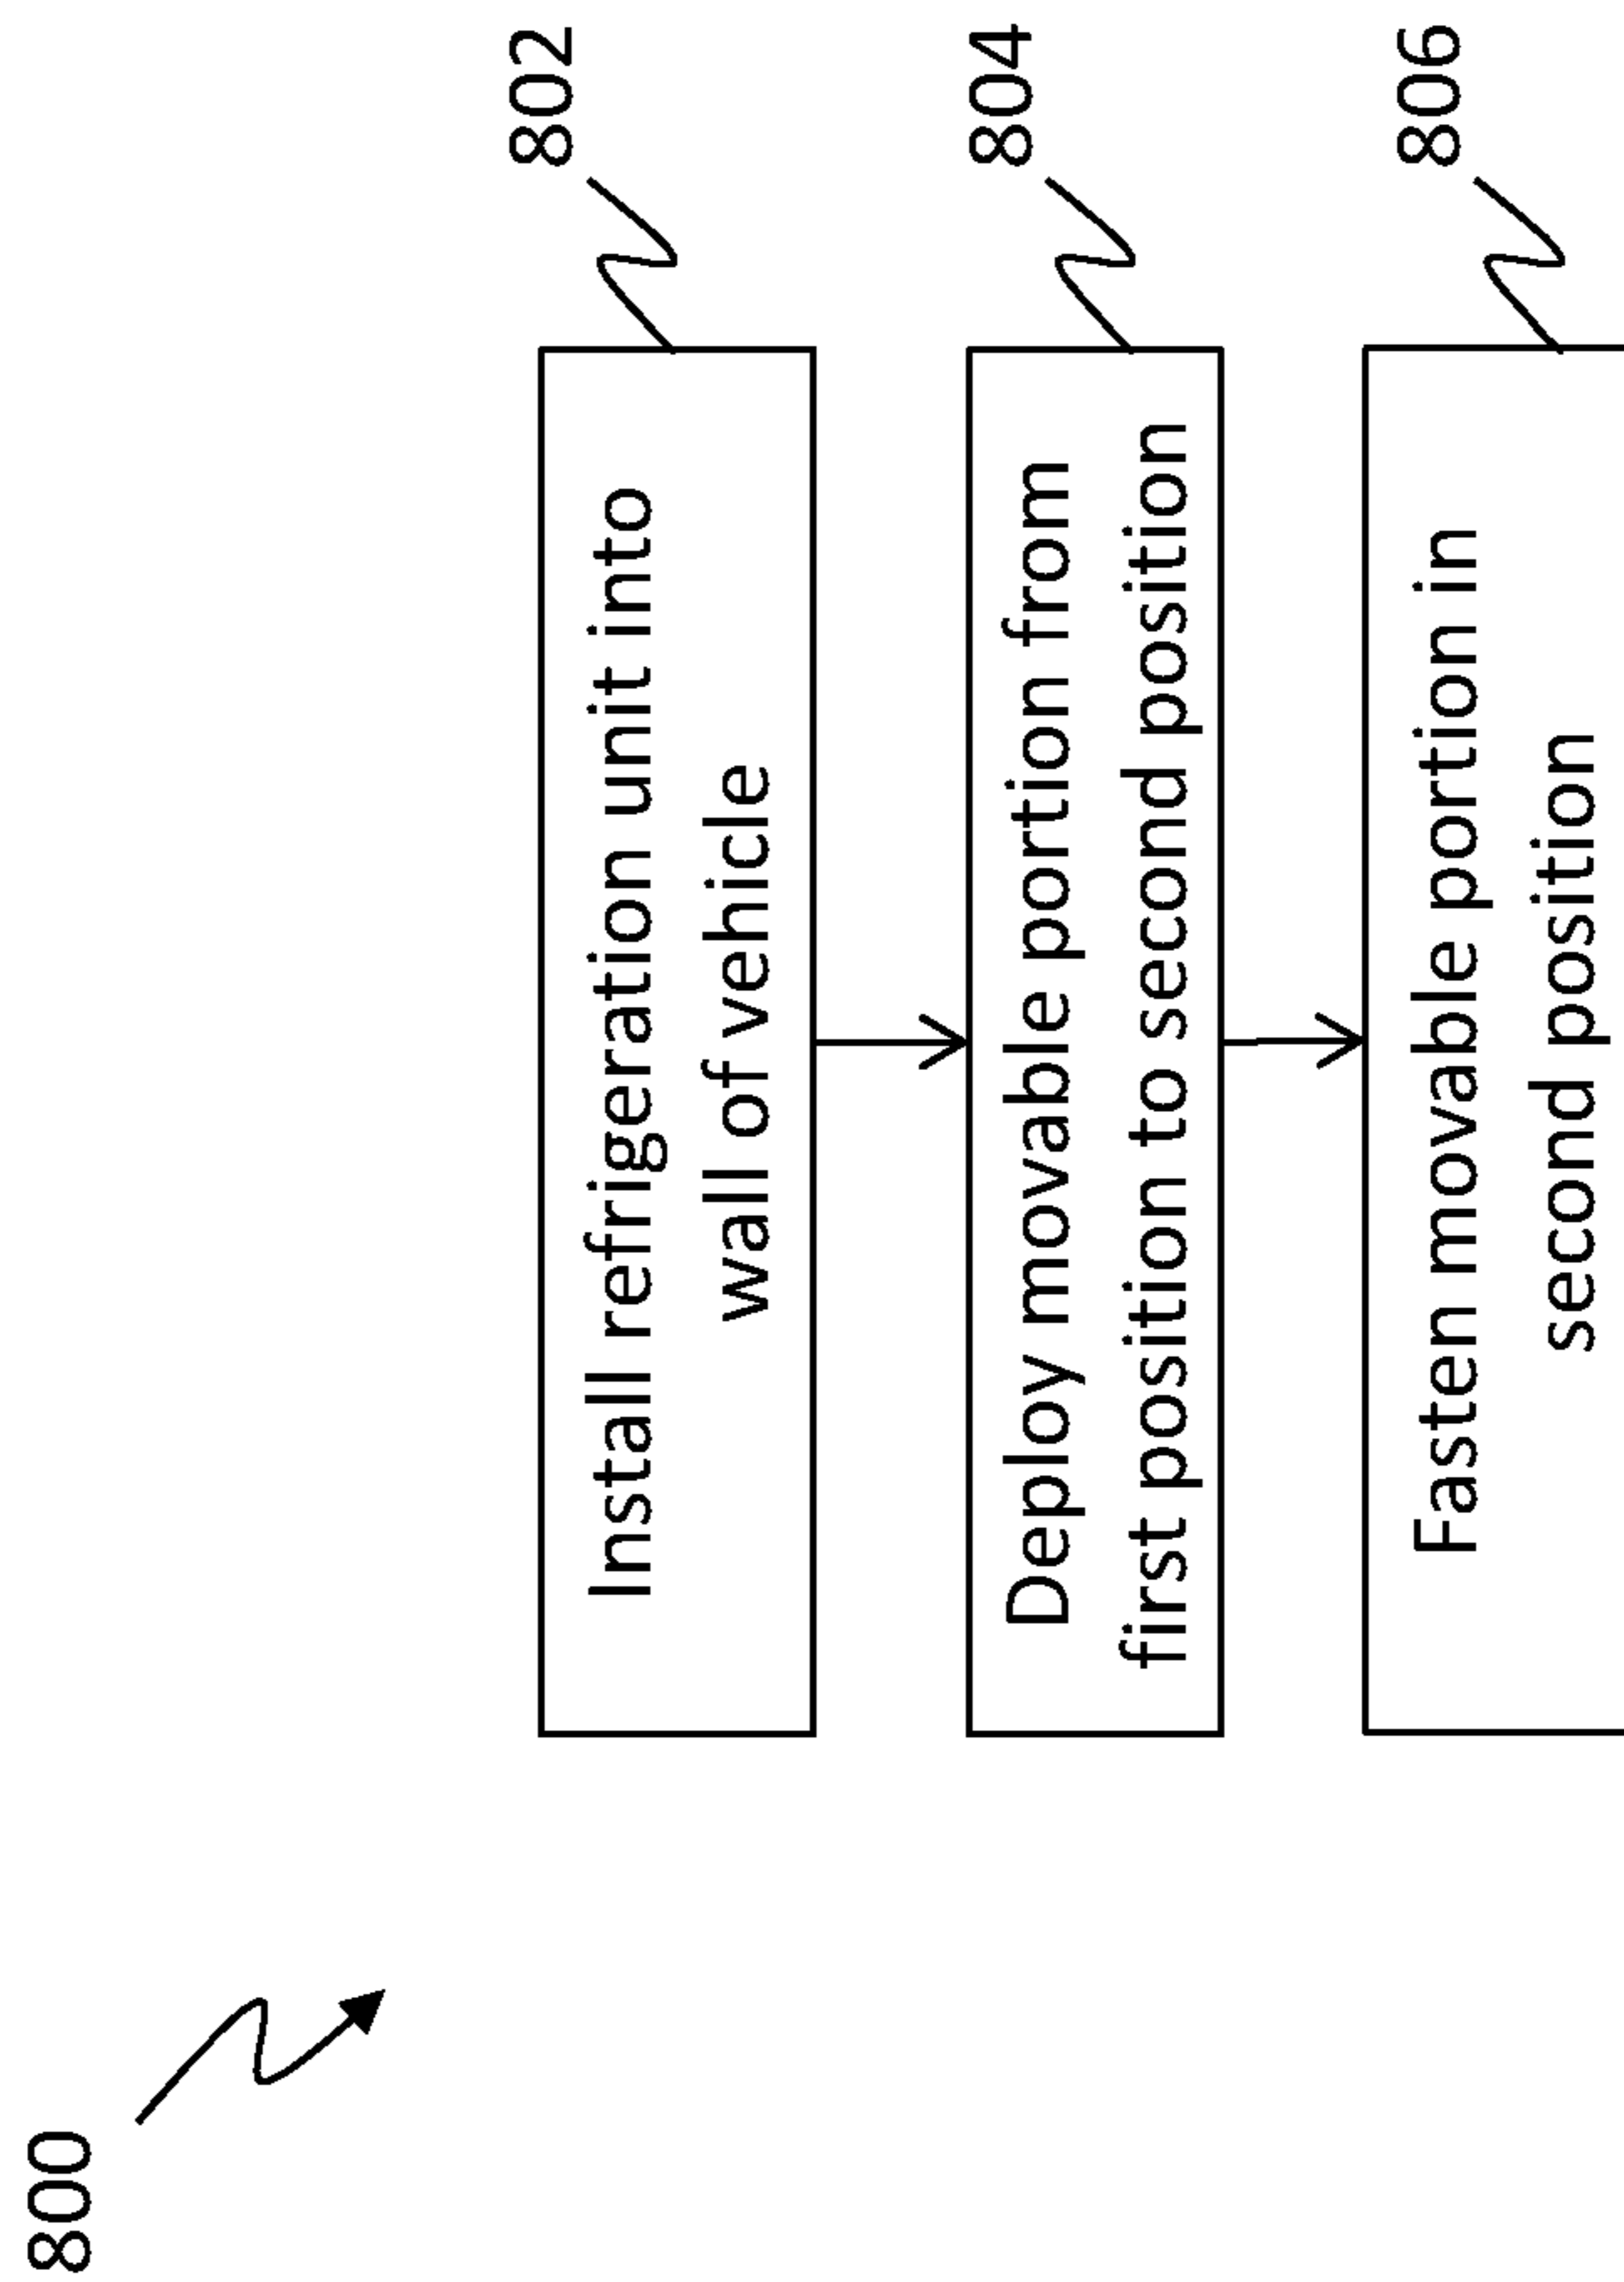 800
Install refrigeration unit into
wall of vehicle
802
Deploy movable portion from
first position to second position
804
Fasten movable portion in
second position
806